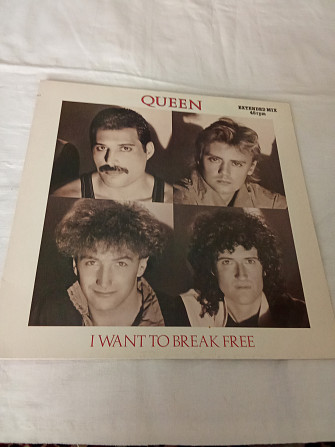 QUEEN
EXTENDED MIX
45rpm
I WANT TO BREAK FREE